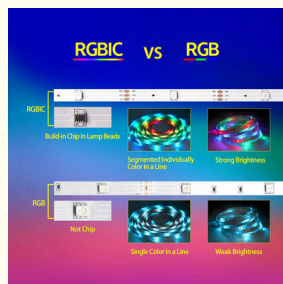 RGBIC VS RGB
RGBIC
Build-in Chip in Lamp Beads
Segmented Individually
Color in a Line
Strong Brightness
RGB
Not Chip
Single Color in a Line
Weak Brightness